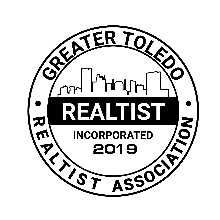 GREATER TOLEDO
REALTIST
INCORPORATED
2019
• REALTIST ASSOCIATION •